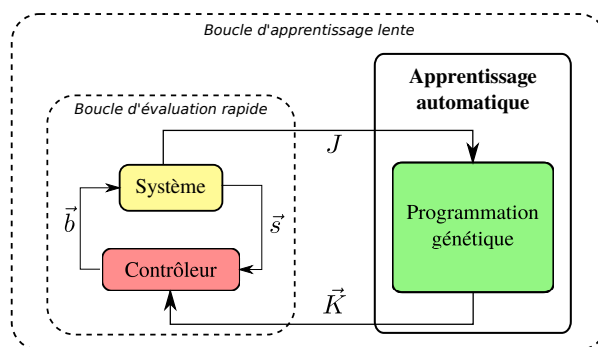 Boucle d'apprentissage lente
Apprentissage
automatique
Boucle d'évaluation rapide
J
Système
Programmation
génétique
b⃗
s⃗
Contrôleur
K⃗